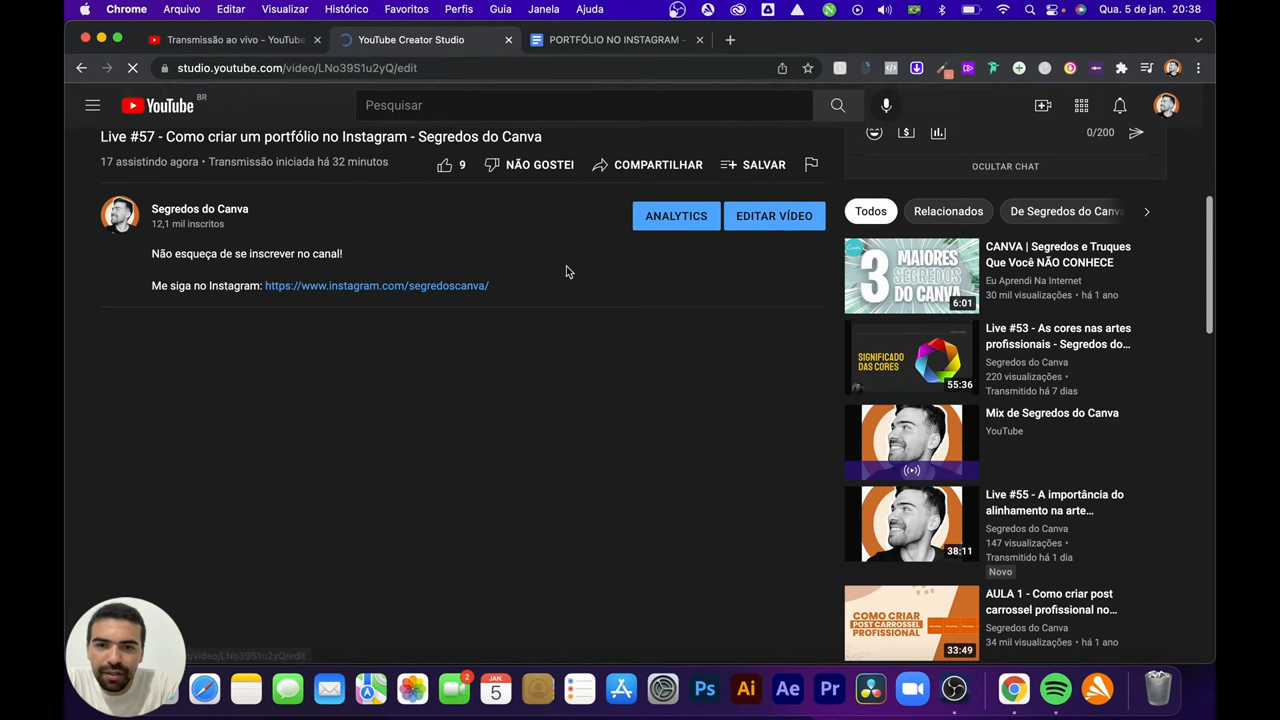 Chrome Arquivo Editar Visualizar Histórico Favoritos Perfis Guia Janela Ajuda Qua. 5 de jan. 20:38
Transmissão ao vivo - YouTube YouTube Creator Studio PORTFÓLIO NO INSTAGRAM -
studio.youtube.com/video/LNo39S1u2yQ/edit
YouTube BR Pesquisar
Live #57 - Como criar um portfólio no Instagram - Segredos do Canva
17 assistindo agora • Transmissão iniciada há 32 minutos 9 NÃO GOSTEI COMPARTILHAR SALVAR
0/200
OCULTAR CHAT
Segredos do Canva
12,1 mil inscritos
ANALYTICS EDITAR VÍDEO
Não esqueça de se inscrever no canal!
Me siga no Instagram: https://www.instagram.com/segredoscanva/
Todos Relacionados De Segredos do Canva
3 MAIORES
SEGREDOS
DO CANVA
6:01
CANVA | Segredos e Truques
Que Você NÃO CONHECE
Eu Aprendi Na Internet
30 mil visualizações • há 1 ano
SIGNIFICADO
DAS CORES
55:36
Live #53 - As cores nas artes
profissionais - Segredos do...
Segredos do Canva
220 visualizações •
Transmitido há 7 dias
Mix de Segredos do Canva
YouTube
38:11
Live #55 - A importância do
alinhamento na arte...
Segredos do Canva
147 visualizações •
Transmitido há 1 dia
Novo
COMO CRIAR
POST CARROSSEL
PROFISSIONAL
33:49
AULA 1 - Como criar post
carrossel profissional no...
Segredos do Canva
34 mil visualizações • há 1 ano
/video/LNo39S1u2yQ/edit
2
JAN.
5
Ps Ai Ae Pr